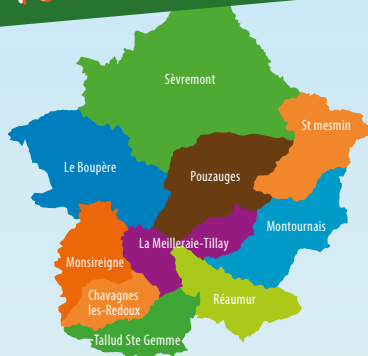 Sèvremont
St mesmin
Le Boupère
Pouzauges
Montournais
La Meilleraie-Tillay
Monsireigne
Chavagnes
les-Redoux
Réaumur
Tallud Ste Gemme